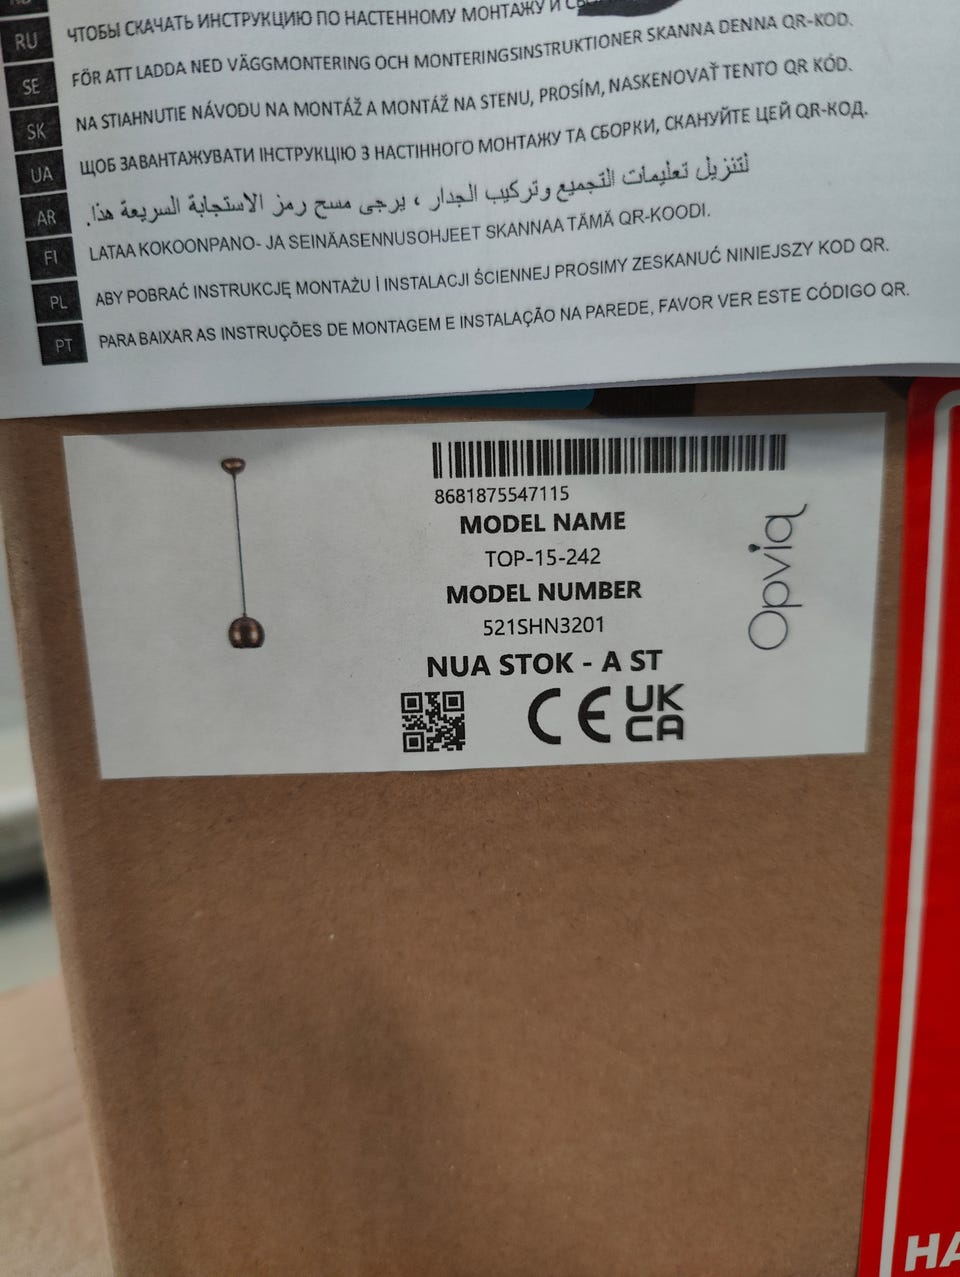 RU ЧТОБЫ СКАЧАТЬ ИНСТРУКЦИЮ ПО НАСТЕННОМУ МОНТАЖУ И
SE FÖR ATT LADDA NED VÄGGMONTERING OCH MONTERINGSINSTRUKTIONER SKANNA DENNA QR-KOD.
SK NA STIAHNUTIE NÁVODU NA MONTÁŽ A MONTÁŽ NA STENU, PROSÍM, NASKENOVAŤ TENTO QR KÓD.
UA ЩОБ ЗАВАНТАЖУВАТИ ІНСТРУКЦІЮ З НАСТІННОГО МОНТАЖУ ТА СБОРКИ, СКАНУЙТЕ ЦЕЙ QR-КОД.
AR لتنزيل تعليمات التجميع وتركيب الجدار ، يرجى مسح رمز الاستجابة السريعة هذا.
FI LATAA KOKOONPANO- JA SEINÄASENNUSOHJEET SKANNAA TÄMÄ QR-KOODI.
PL ABY POBRAĆ INSTRUKCJĘ MONTAŻU İ INSTALACJI ŚCIENNEJ PROSIMY ZESKANUĆ NINIEJSZY KOD QR.
PT PARA BAIXAR AS INSTRUÇÕES DE MONTAGEM E INSTALAÇÃO NA PAREDE, FAVOR VER ESTE CÓDIGO QR.
8681875547115
MODEL NAME
TOP-15-242
MODEL NUMBER
521SHN3201
NUA STOK - A ST
CE UK
CA
Opviq
HA